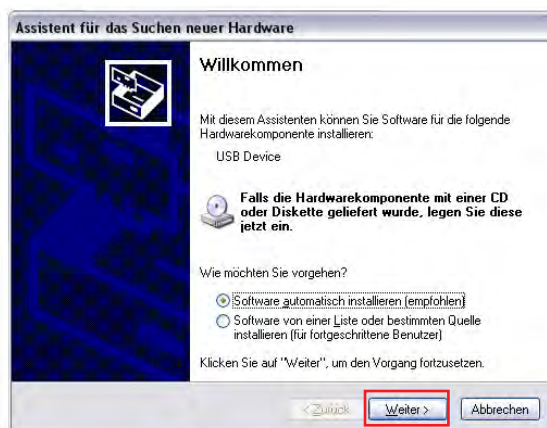 Assistent für das Suchen neuer Hardware
Willkommen
Mit diesem Assistenten können Sie Software für die folgende
Hardwarekomponente installieren:
USB Device
Falls die Hardwarekomponente mit einer CD
oder Diskette geliefert wurde, legen Sie diese
jetzt ein.
Wie möchten Sie vorgehen?
Software automatisch installieren (empfohlen)
Software von einer Liste oder bestimmten Quelle
installieren (für fortgeschrittene Benutzer)
Klicken Sie auf "Weiter", um den Vorgang fortzusetzen.
< Zurück Weiter > Abbrechen